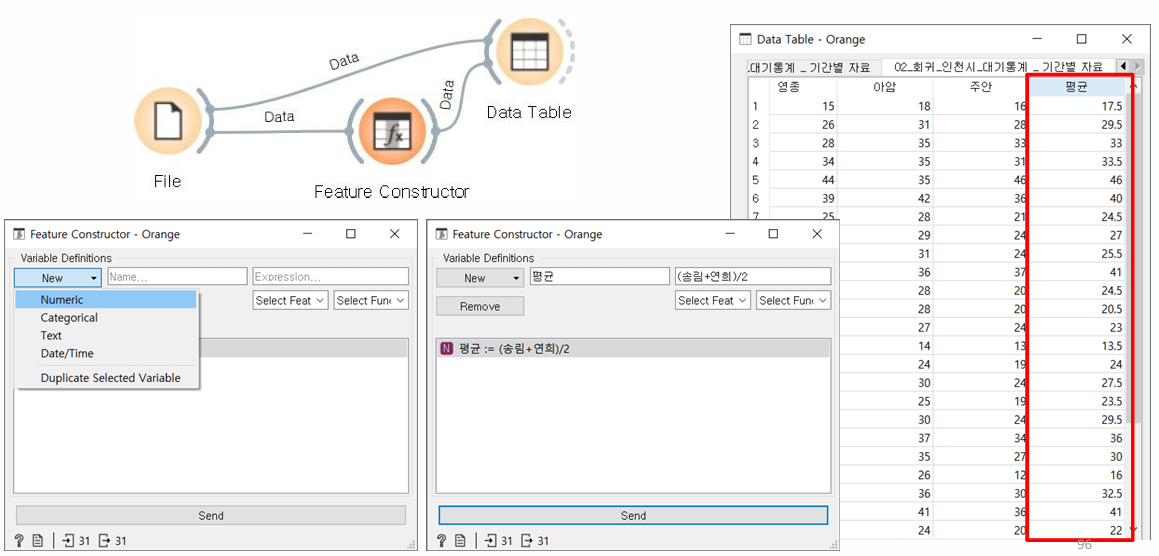 Data
Data
Data
File
Feature Constructor
Data Table
Feature Constructor - Orange
Variable Definitions
New
Name...
Expression...
Numeric
Categorical
Text
Date/Time
Duplicate Selected Variable
Select Feat
Select Fun
Send
31
31
Feature Constructor - Orange
Variable Definitions
New
평균
(송림+연희)/2
Remove
Select Feat
Select Fun
N 평균 := (송림+연희)/2
Send
31
31
Data Table - Orange
대기통계 _ 기간별 자료
02_회귀_인천시_대기통계 _ 기간별 자료
영종 아암 주안 평균
1 15 18 16 17.5
2 26 31 28 29.5
3 28 35 33 33
4 34 35 31 33.5
5 44 35 46 46
6 39 42 36 40
7 25 28 21 24.5
29 24 27
31 24 25.5
36 37 41
28 20 24.5
28 20 20.5
27 24 23
14 13 13.5
24 19 24
30 24 27.5
25 19 23.5
30 24 29.5
37 34 36
35 27 30
26 12 16
36 30 32.5
41 36 41
24 20 22
96